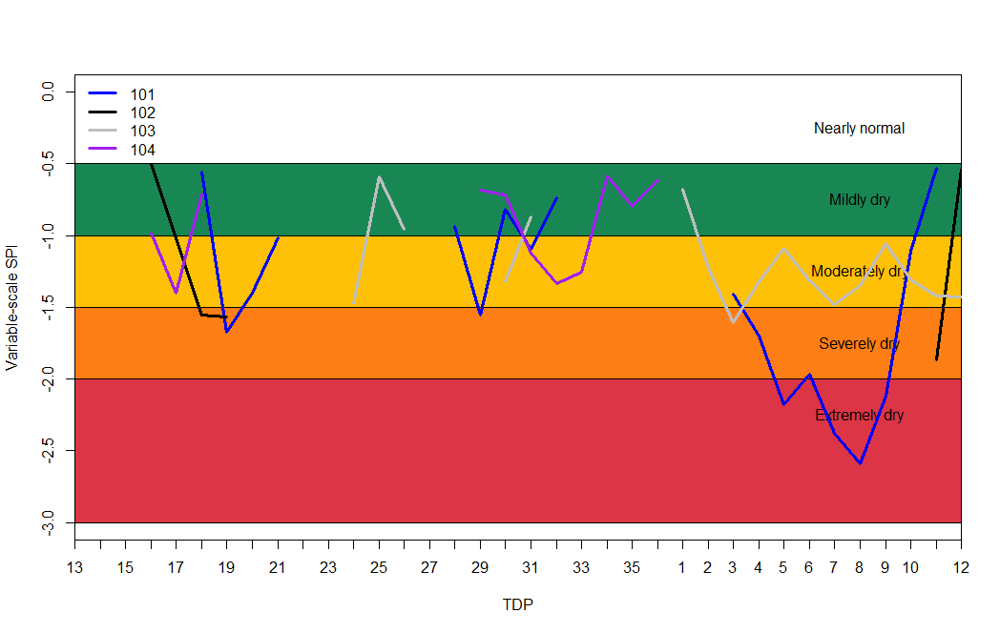 101
102
103
104
Nearly normal
Mildly dry
Moderately dry
Severely dry
Extremely dry
Variable-scale SPI
0.0
-0.5
-1.0
-1.5
-2.0
-2.5
-3.0
13 15 17 19 21 23 25 27 29 31 33 35 1 2 3 4 5 6 7 8 9 10 12
TDP